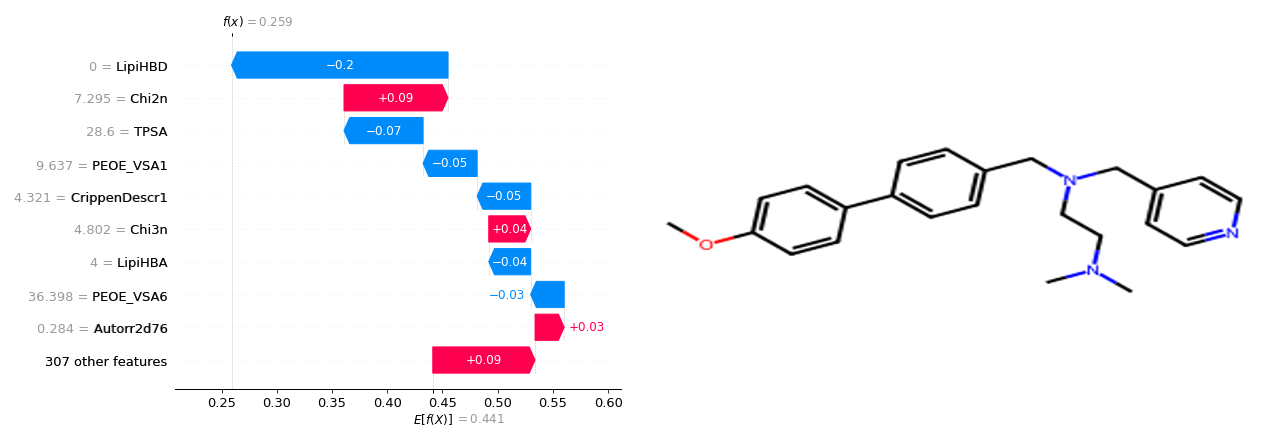 f(x) = 0.259
0 = LipiHBD −0.2
7.295 = Chi2n +0.09
28.6 = TPSA −0.07
9.637 = PEOE_VSA1 −0.05
4.321 = CrippenDescr1 −0.05
4.802 = Chi3n +0.04
4 = LipiHBA −0.04
36.398 = PEOE_VSA6 −0.03
0.284 = Autorr2d76 +0.03
307 other features +0.09
0.25 0.30 0.35 0.40 0.45 0.50 0.55 0.60
E[f(X)] = 0.441
N
N
O
N